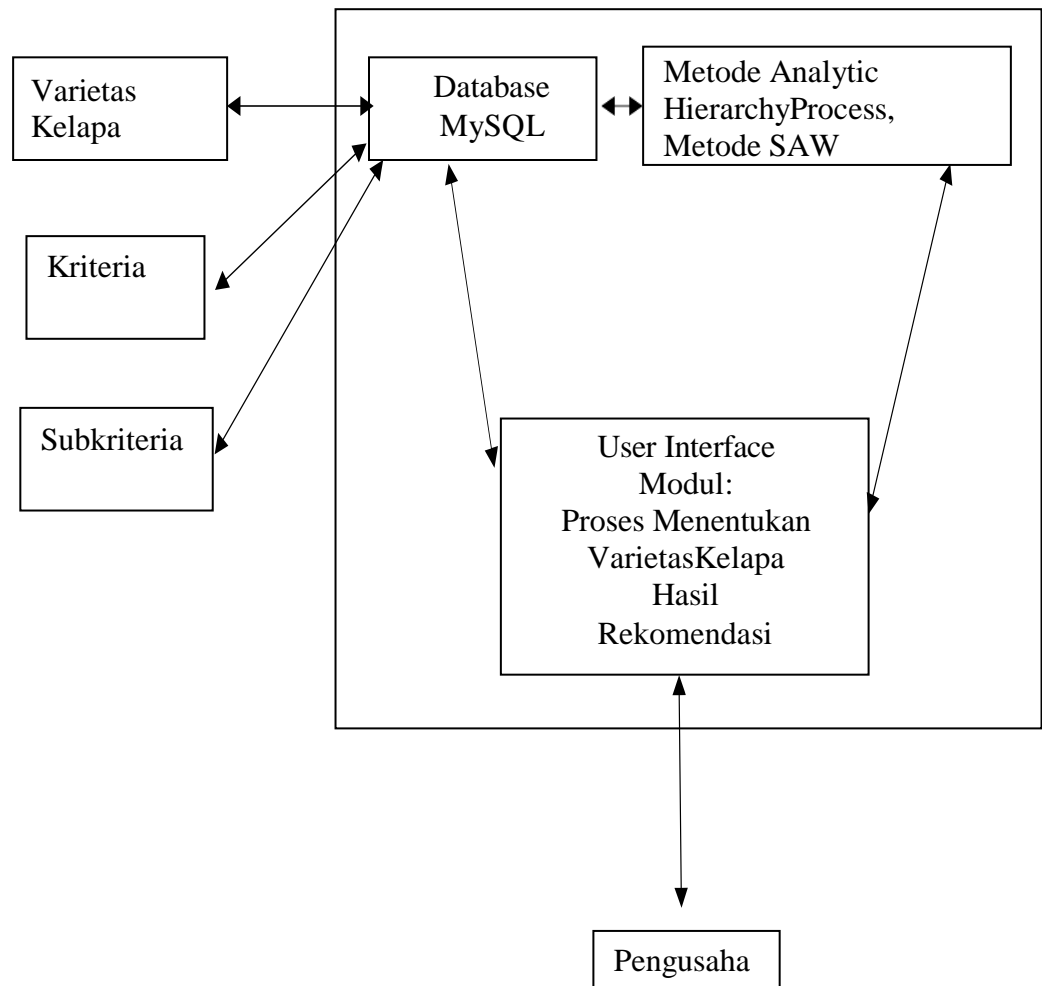 Varietas
Kelapa
Database
MySQL
Metode Analytic
HierarchyProcess,
Metode SAW
Kriteria
Subkriteria
User Interface
Modul:
Proses Menentukan
VarietasKelapa
Hasil
Rekomendasi
Pengusaha